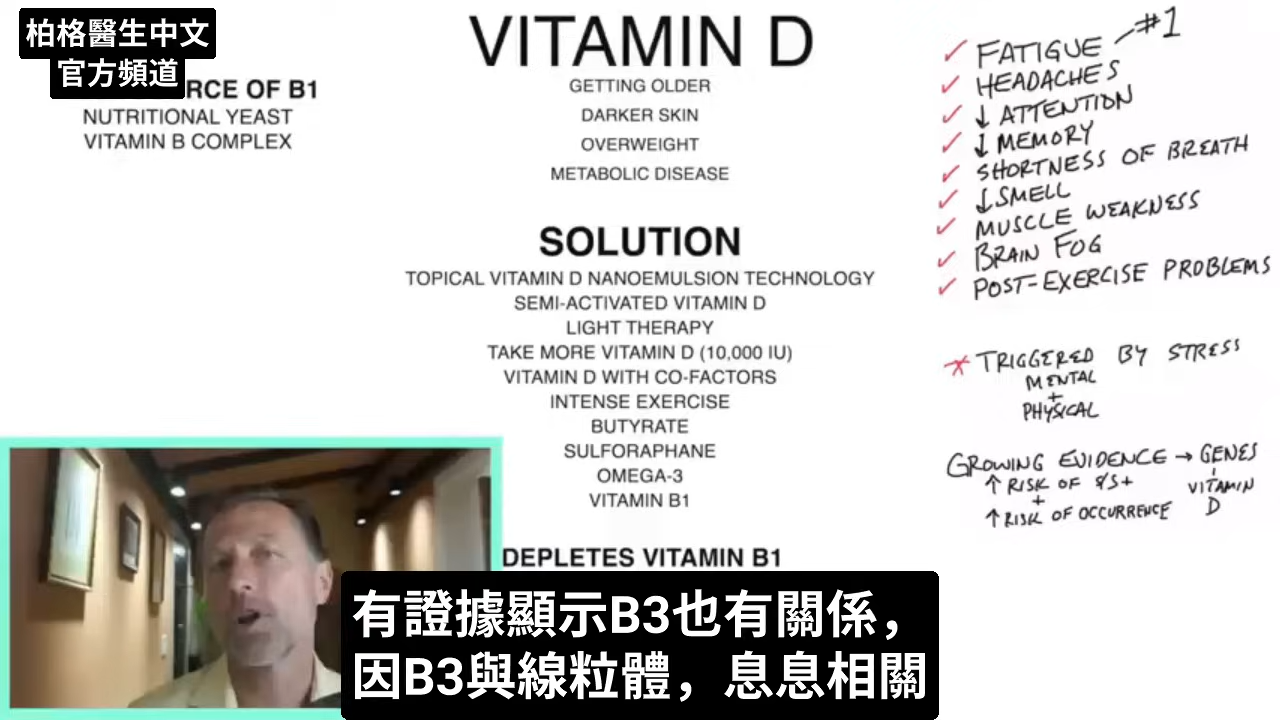 柏格醫生中文
官方頻道
RCE OF B1
NUTRITIONAL YEAST
VITAMIN B COMPLEX
VITAMIN D
GETTING OLDER
DARKER SKIN
OVERWEIGHT
METABOLIC DISEASE
SOLUTION
TOPICAL VITAMIN D NANOEMULSION TECHNOLOGY
SEMI-ACTIVATED VITAMIN D
LIGHT THERAPY
TAKE MORE VITAMIN D (10,000 IU)
VITAMIN D WITH CO-FACTORS
INTENSE EXERCISE
BUTYRATE
SULFORAPHANE
OMEGA-3
VITAMIN B1
DEPLETES VITAMIN B1
✓ FATIGUE – #1
✓ HEADACHES
✓ ↓ ATTENTION
✓ ↓ MEMORY
✓ SHORTNESS OF BREATH
✓ ↓ SMELL
✓ MUSCLE WEAKNESS
✓ BRAIN FOG
✓ POST-EXERCISE PROBLEMS
* TRIGGERED BY STRESS
MENTAL
+
PHYSICAL
GROWING EVIDENCE → GENES
↑ RISK OF S/S+
+
↑ RISK OF OCCURRENCE
VITAMIN
D
有證據顯示B3也有關係，
因B3與線粒體，息息相關